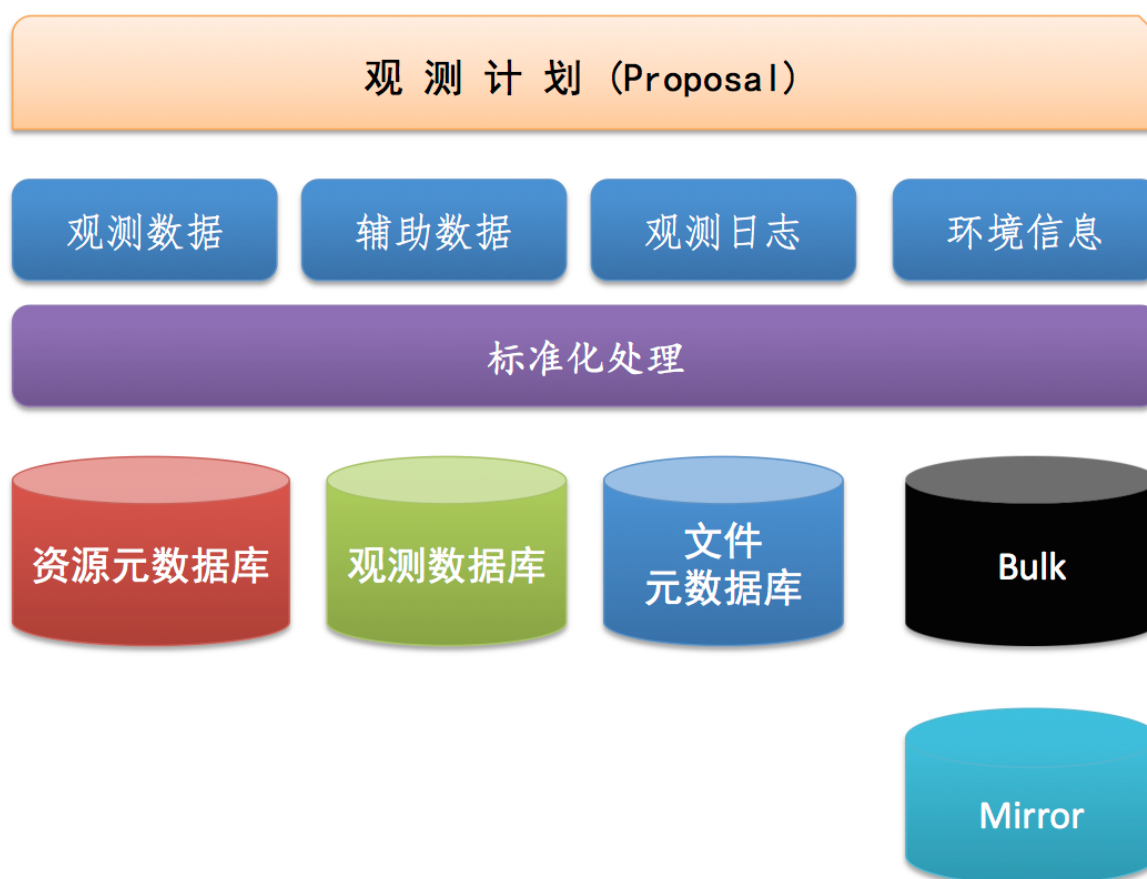 观 测 计 划 (Proposal)
观测数据
辅助数据
观测日志
环境信息
标准化处理
资源元数据库
观测数据库
文件
元数据库
Bulk
Mirror